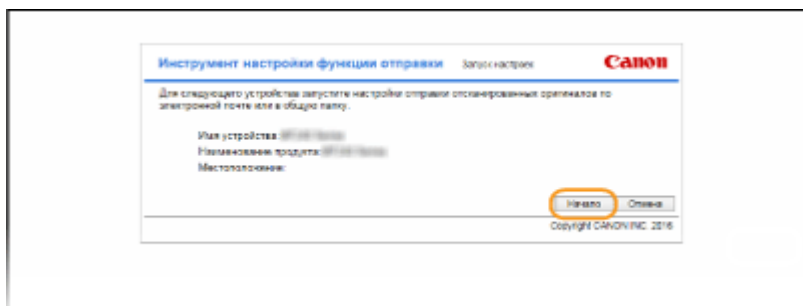 Инструмент настройки функции отправки Запуск настроек Canon
Для следующего устройства запустите настройки отправки отсканированных оригиналов по
электронной почте или в общую папку.
Имя устройства:
Наименование продукта:
Местоположение:
Начало Отмена
Copyright CANON INC. 2016